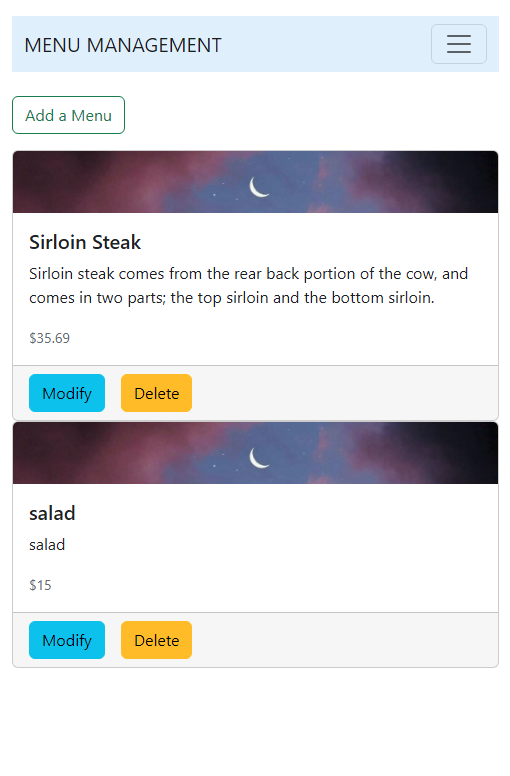 MENU MANAGEMENT
Add a Menu
Sirloin Steak
Sirloin steak comes from the rear back portion of the cow, and
comes in two parts; the top sirloin and the bottom sirloin.
$35.69
Modify Delete
salad
salad
$15
Modify Delete